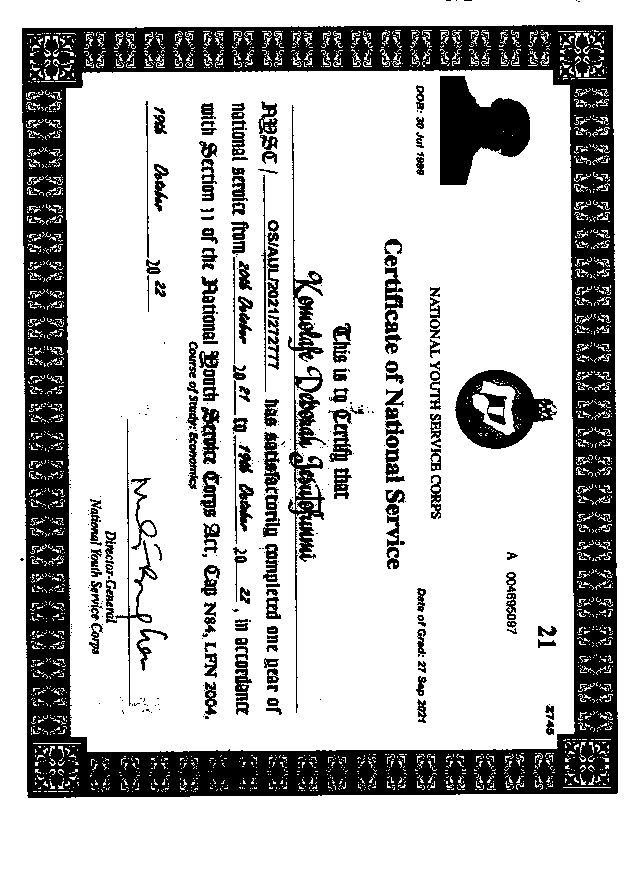 2745
21
A 004695097
NATIONAL YOUTH SERVICE CORPS
DOB: 30 Jul 1999
Date of Grad: 27 Sep 2021
Certificate of National Service
This is to Certify that
Komolafe Deborah
NYSC/ OS/AUL/2021/272777 has satisfactorily completed one year of
national service from 20th October 20 21 to 19th October 20 22, in accordance
with Section 11 of the National Youth Service Corps Act, Cap N84, LFN 2004.
Course of Study: Economics
19th October 20 22
Director-General
National Youth Service Corps